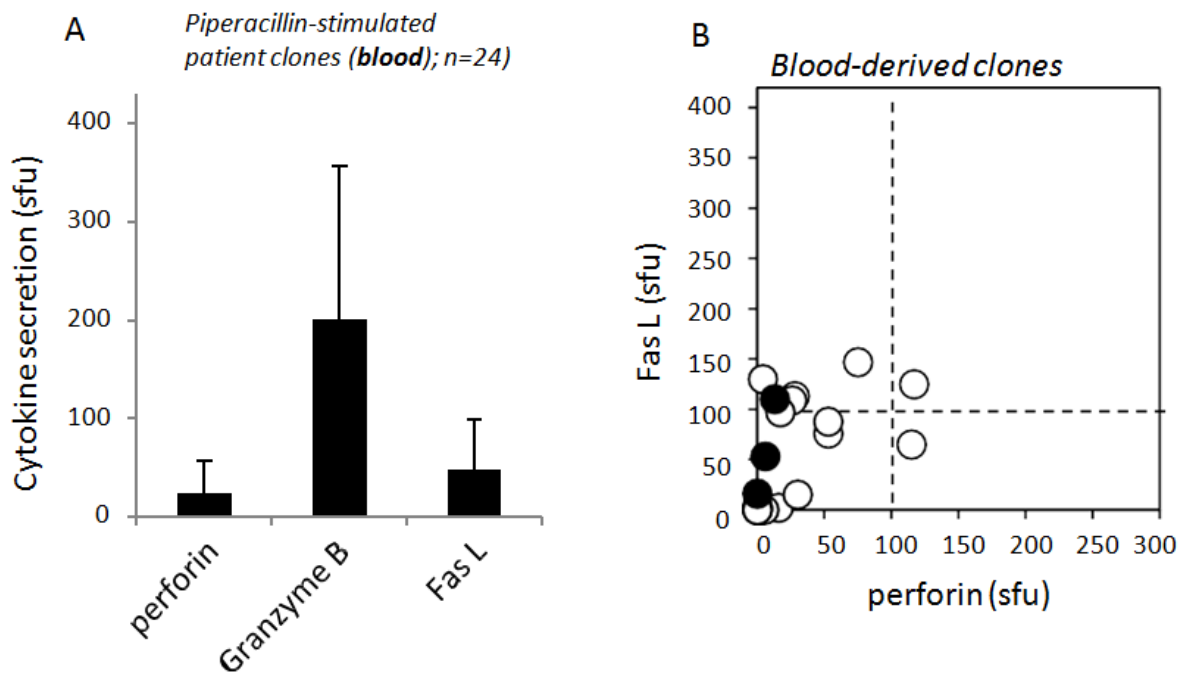 A
Piperacillin-stimulated
patient clones (blood); n=24)
Cytokine secretion (sfu)
400
300
200
100
0
perforin
Granzyme B
Fas L
B
Blood-derived clones
Fas L (sfu)
400
350
300
250
200
150
100
50
0
0 50 100 150 200 250 300
perforin (sfu)